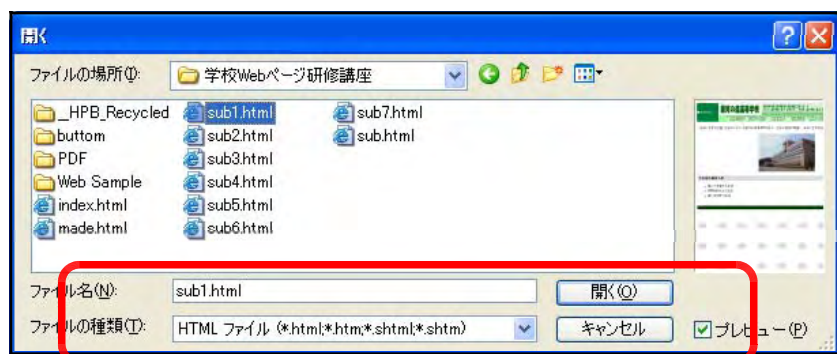 開く
ファイルの場所(I):
学校Webページ研修講座
_HPB_Recycled
buttom
PDF
Web Sample
index.html
made.html
sub1.html
sub2.html
sub3.html
sub4.html
sub5.html
sub6.html
sub7.html
sub.html
ファイル名(N):
sub1.html
開く(O)
ファイルの種類(T):
HTML ファイル (*.html;*.htm;*.shtml;*.shtm)
キャンセル
プレビュー(P)